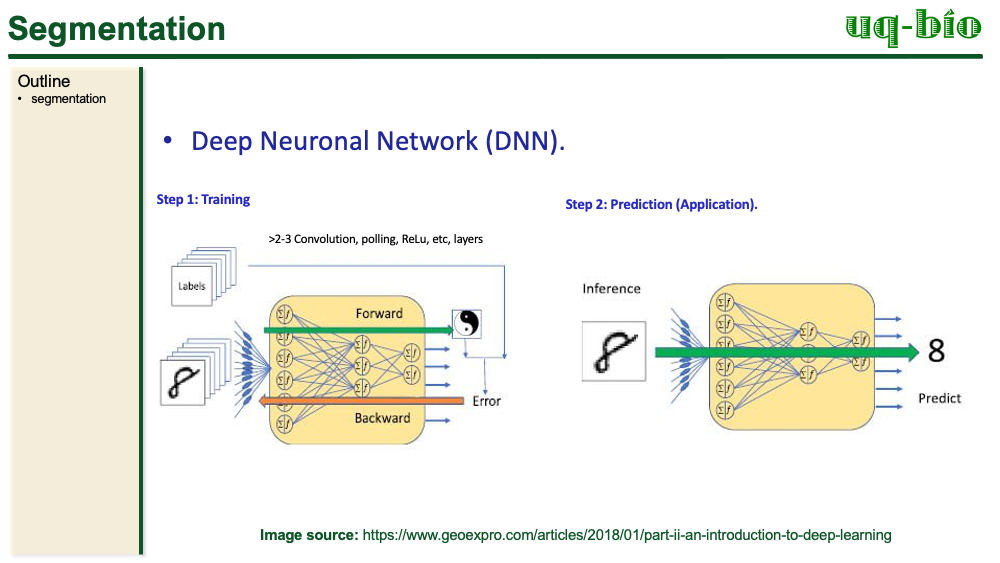 Segmentation
uq-bio
Outline
• segmentation
• Deep Neuronal Network (DNN).
Step 1: Training
Step 2: Prediction (Application).
>2-3 Convolution, polling, ReLu, etc, layers
Labels
Forward
Backward
Error
Inference
8
Predict
Σ f
Σ f
Σ f
Σ f
Σ f
Σ f
Σ f
Σ f
Σ f
Σ f
Σ f
Image source: https://www.geoexpro.com/articles/2018/01/part-ii-an-introduction-to-deep-learning